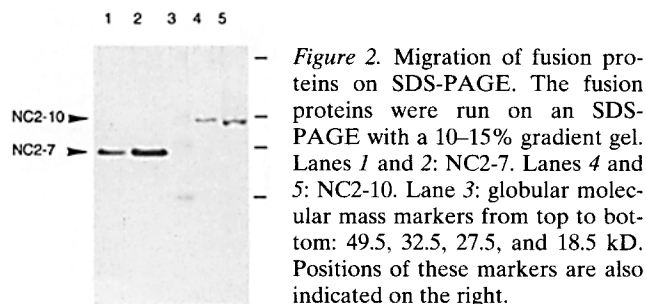 1 2 3 4 5
NC2-10
NC2-7
Figure 2. Migration of fusion pro-
teins on SDS-PAGE. The fusion
proteins were run on an SDS-
PAGE with a 10–15% gradient gel.
Lanes 1 and 2: NC2-7. Lanes 4 and
5: NC2-10. Lane 3: globular molec-
ular mass markers from top to bot-
tom: 49.5, 32.5, 27.5, and 18.5 kD.
Positions of these markers are also
indicated on the right.